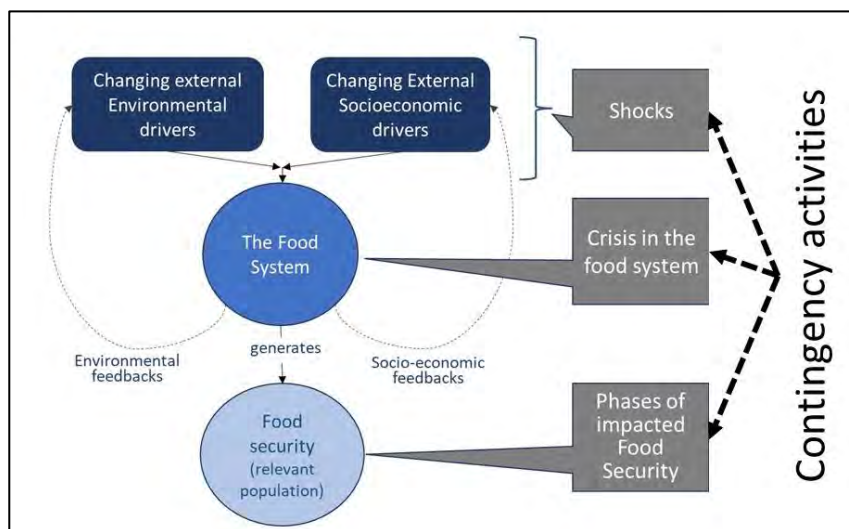 Changing external
Environmental
drivers
Changing External
Socioeconomic
drivers
Shocks
The Food
System
Crisis in the
food system
generates
Environmental
feedbacks
Socio-economic
feedbacks
Food
security
(relevant
population)
Phases of
impacted
Food
Security
Contingency activities